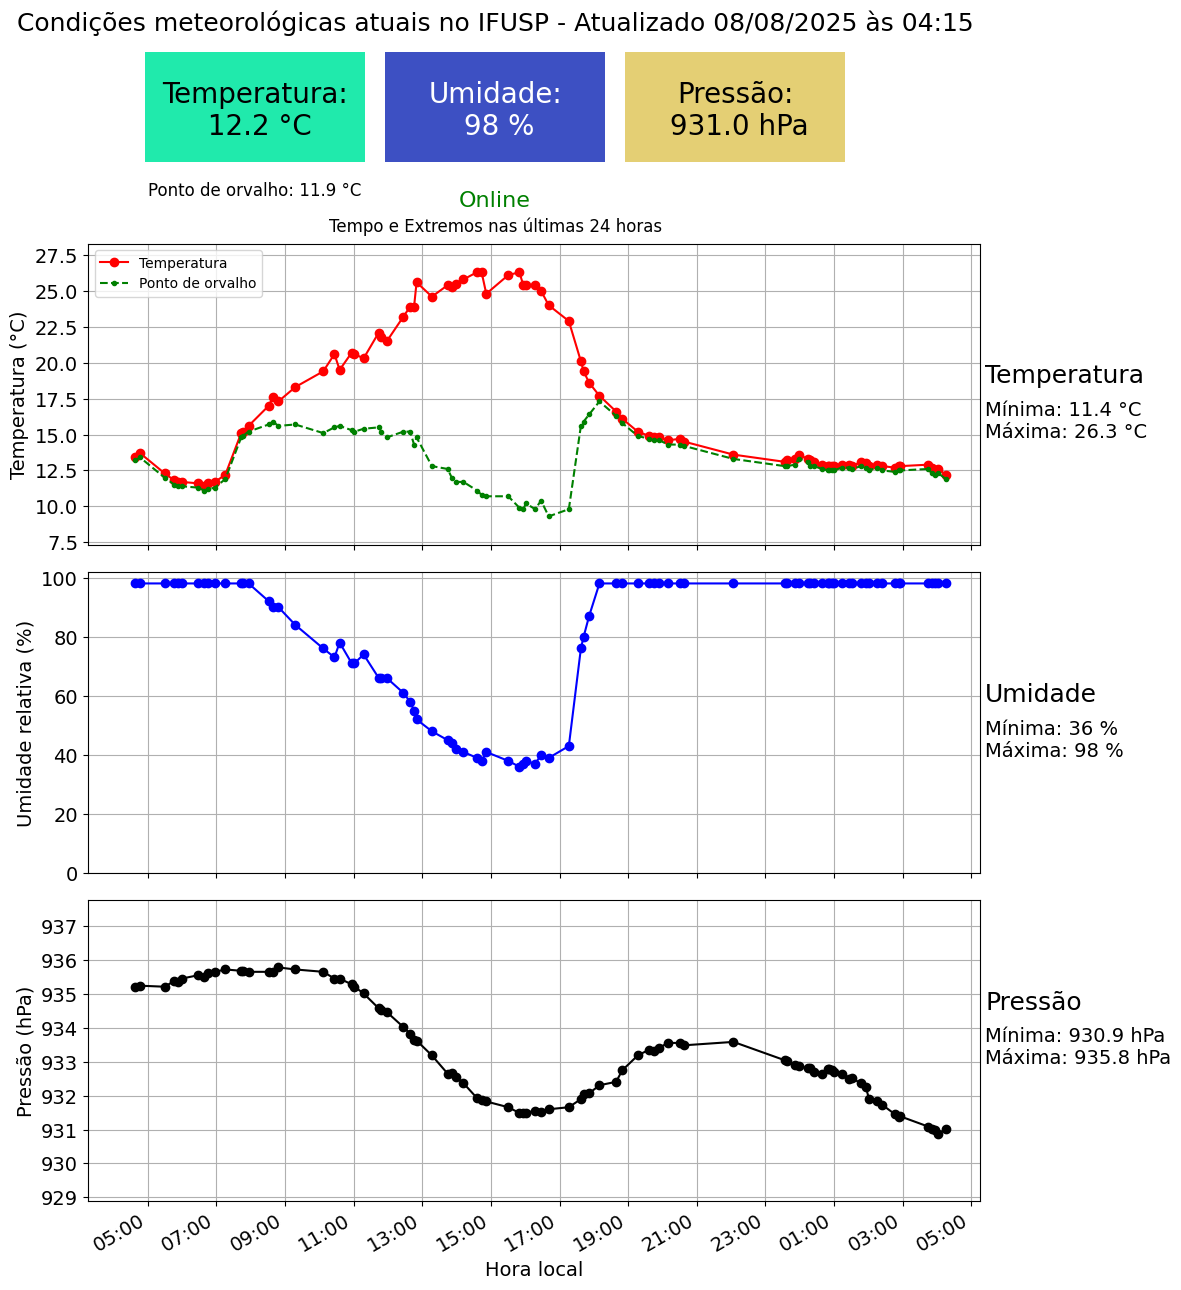 Condições meteorológicas atuais no IFUSP - Atualizado 08/08/2025 às 04:15
Temperatura:
12.2 °C
Umidade:
98 %
Pressão:
931.0 hPa
Ponto de orvalho: 11.9 °C
Online
Tempo e Extremos nas últimas 24 horas
Temperatura
Ponto de orvalho
Temperatura (°C)
27.5
25.0
22.5
20.0
17.5
15.0
12.5
10.0
7.5
Temperatura
Mínima: 11.4 °C
Máxima: 26.3 °C
Umidade relativa (%)
100
80
60
40
20
0
Umidade
Mínima: 36 %
Máxima: 98 %
Pressão (hPa)
937
936
935
934
933
932
931
930
929
Pressão
Mínima: 930.9 hPa
Máxima: 935.8 hPa
05:00 07:00 09:00 11:00 13:00 15:00 17:00 19:00 21:00 23:00 01:00 03:00 05:00
Hora local